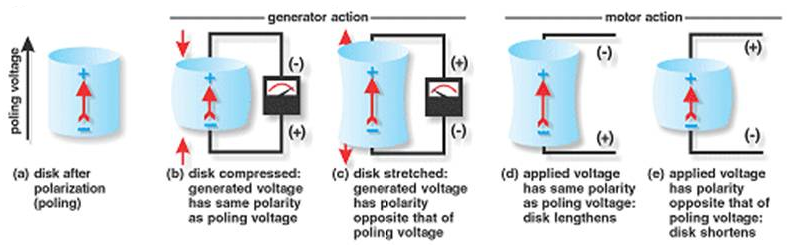 generator action
motor action
poling voltage
+
−
(-)
(+)
+
−
(+)
(-)
+
−
(-)
(+)
+
−
(+)
(-)
+
−
(a) disk after
polarization
(poling)
(b) disk compressed:
generated voltage
has same polarity
as poling voltage
(c) disk stretched:
generated voltage
has polarity
opposite that of
poling voltage
(d) applied voltage
has same polarity
as poling voltage:
disk lengthens
(e) applied voltage
has polarity
opposite that of
poling voltage:
disk shortens